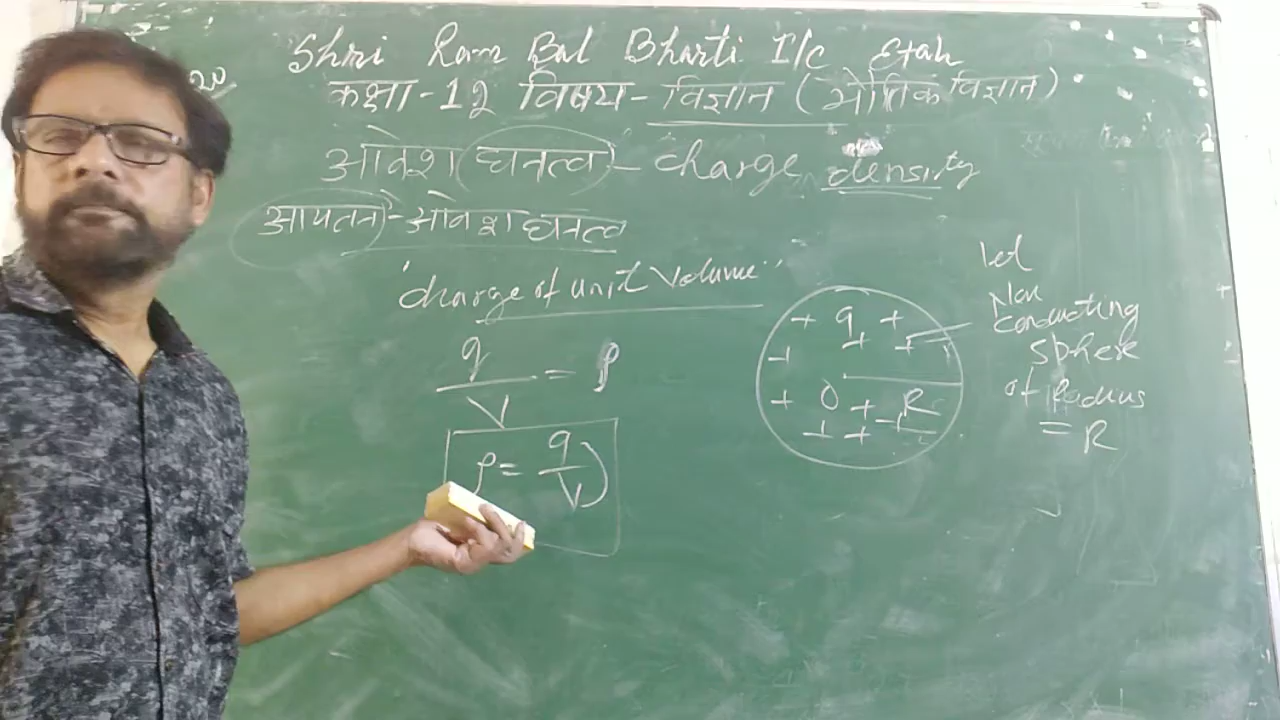 Shri Ram Bal Bharti I/c Etah
20
कक्षा-12 विषय- विज्ञान (भौतिक विज्ञान)
आवेश घनत्व - charge density
आयतन - आवेश घनत्व
"charge of unit volume"
q/V = ρ
ρ = q/V
+ q +
+ +
+ +
+ O + R
+ + +
Let
Non
conducting
sphere
of Radius
= R